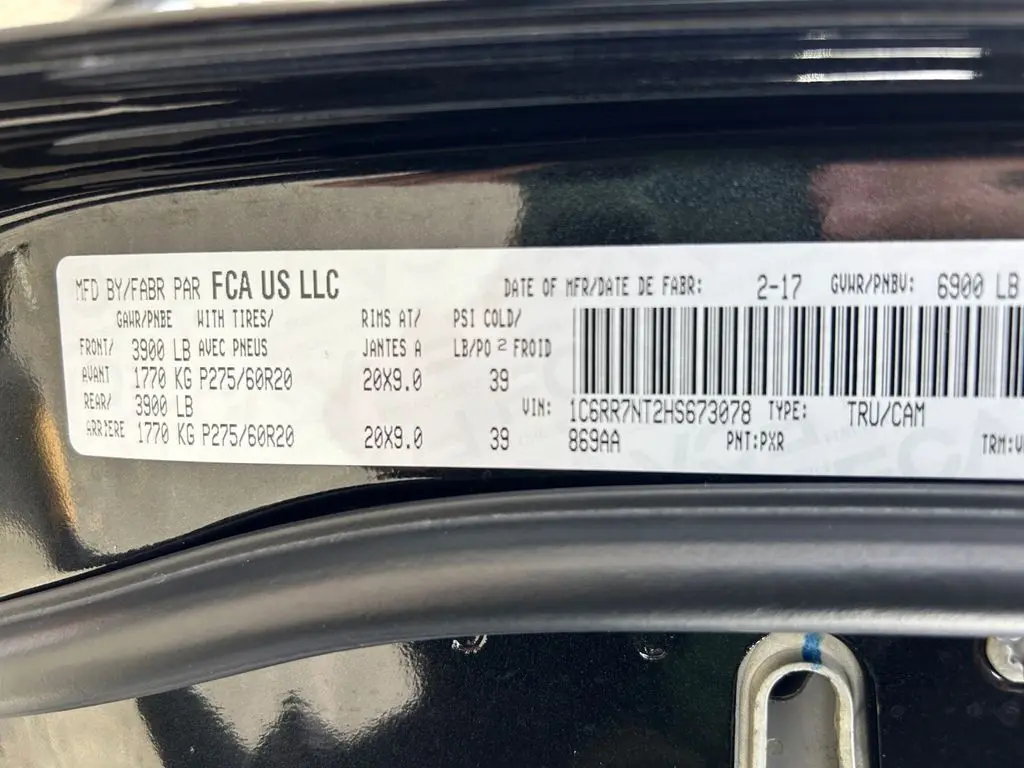 MFD BY/FABR PAR FCA US LLC DATE OF MFR/DATE DE FABR: 2-17 GVWR/PNBV: 6900 LB
GAWR/PNBE WITH TIRES/ RIMS AT/ PSI COLD/
FRONT/ 3900 LB AVEC PNEUS JANTES A LB/PO 2 FROID
AVANT 1770 KG P275/60R20 20X9.0 39
REAR/ 3900 LB VIN: 1C6RR7NT2HS673078 TYPE: TRU/CAM
ARRIERE 1770 KG P275/60R20 20X9.0 39 869AA PNT:PXR TRM: